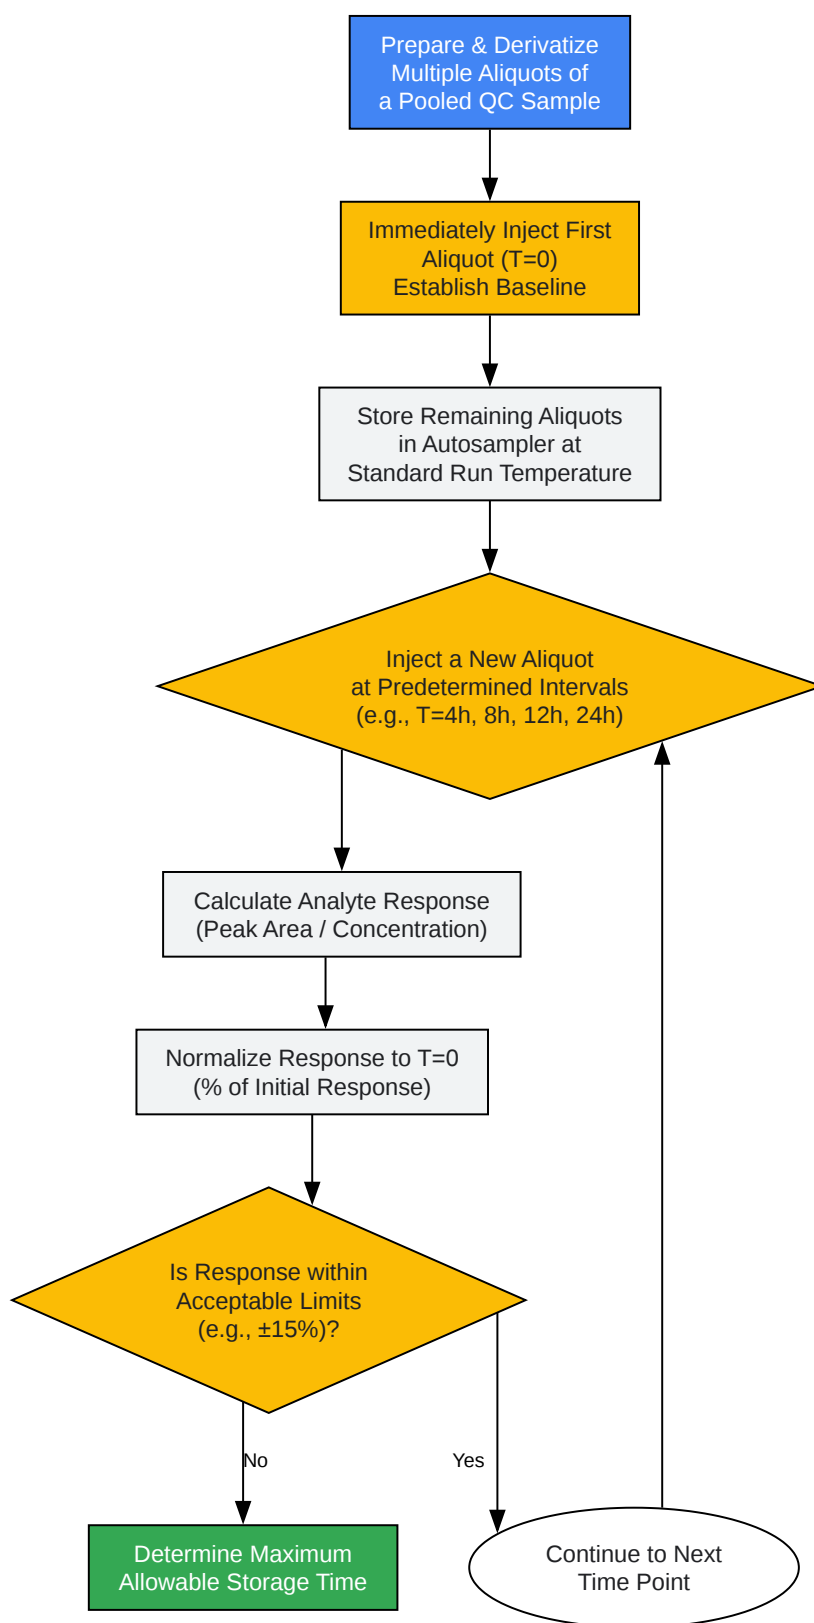 Prepare & Derivatize
Multiple Aliquots of
a Pooled QC Sample
Immediately Inject First
Aliquot (T=0)
Establish Baseline
Store Remaining Aliquots
in Autosampler at
Standard Run Temperature
Inject a New Aliquot
at Predetermined Intervals
(e.g., T=4h, 8h, 12h, 24h)
Calculate Analyte Response
(Peak Area / Concentration)
Normalize Response to T=0
(% of Initial Response)
Is Response within
Acceptable Limits
(e.g., ±15%)?
No
Yes
Determine Maximum
Allowable Storage Time
Continue to Next
Time Point